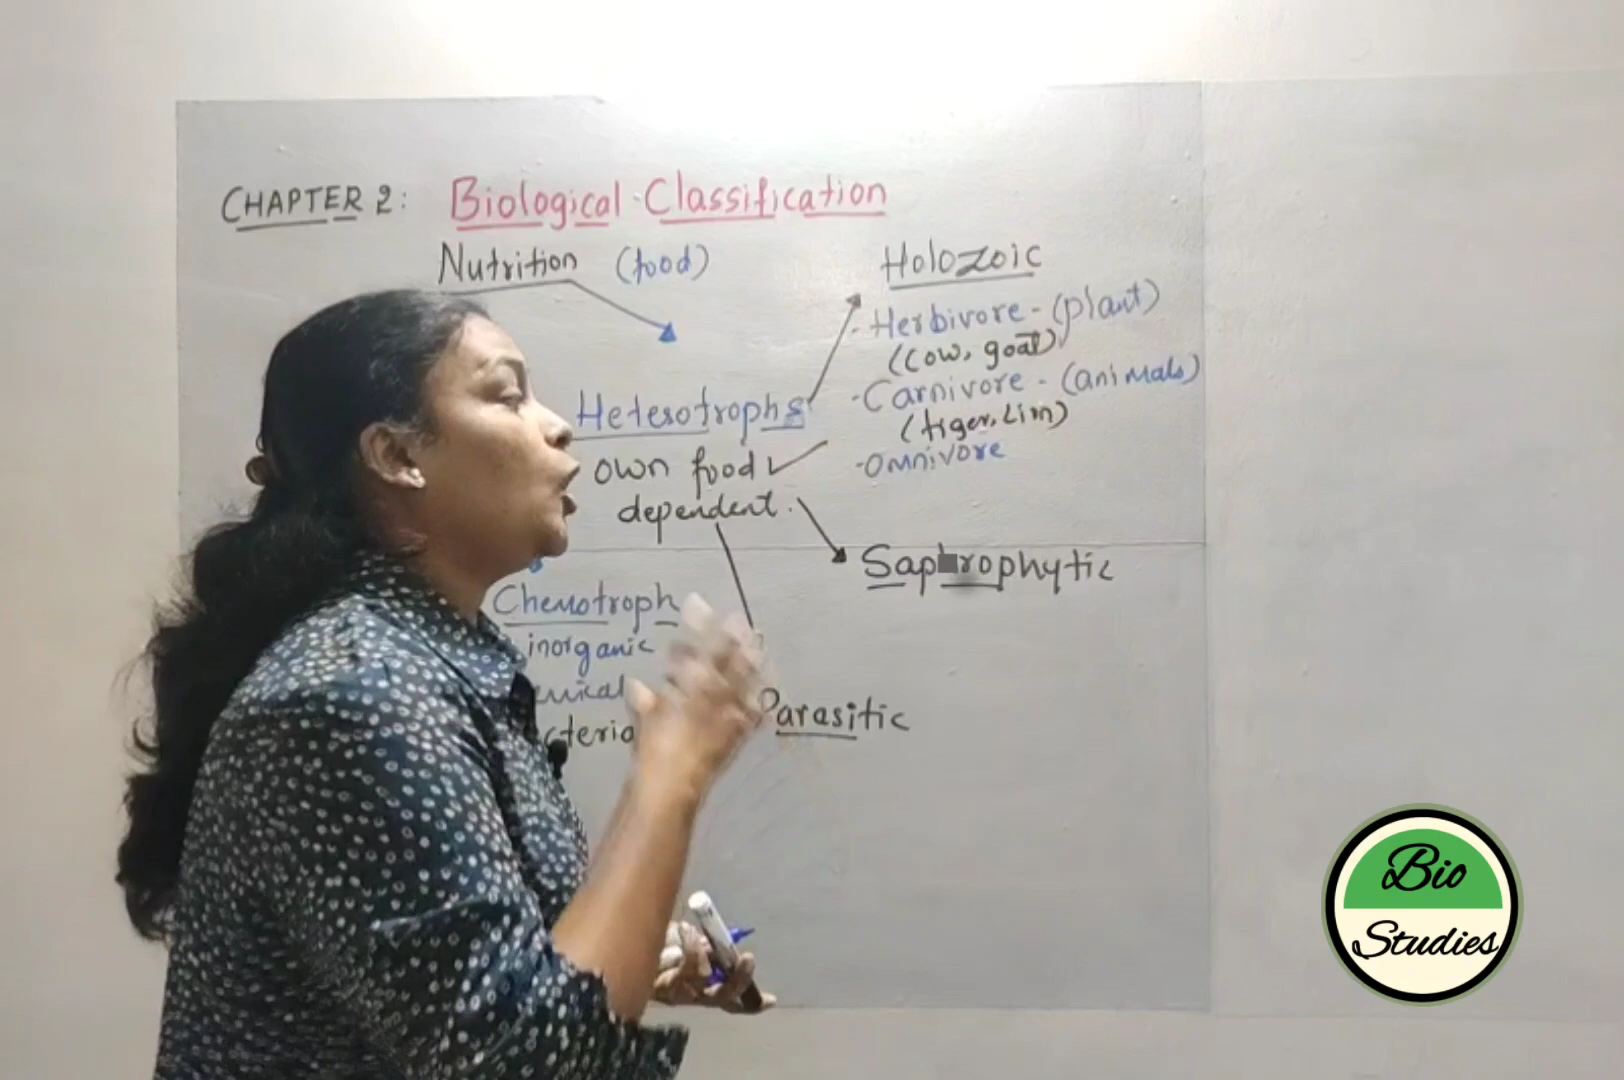 CHAPTER 2: Biological Classification
Nutrition (food)
Heterotrophs
own food
dependent.
Holozoic
- Herbivore - (plant)
(cow, goat)
- Carnivore - (animals)
(tiger, Lion)
- Omnivore
Saprophytic
Chemotroph
inorganic
Parasitic
Bio
Studies